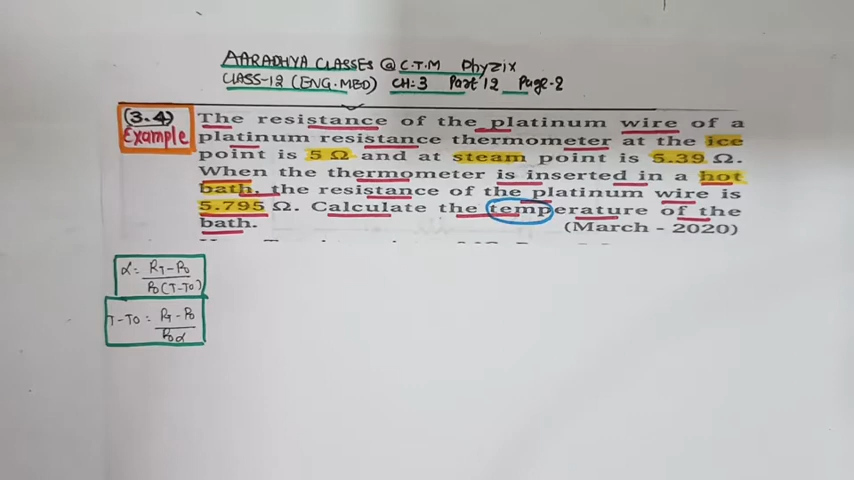 AARADHYA CLASSES @ C.T.M Phyzix
CLASS-12 (ENG.MED) CH:3 Part 12 Page-2
(3.4)
Example
The resistance of the platinum wire of a
platinum resistance thermometer at the ice
point is 5 Ω and at steam point is 5.39 Ω.
When the thermometer is inserted in a hot
bath, the resistance of the platinum wire is
5.795 Ω. Calculate the temperature of the
bath. (March - 2020)
α = RT - R0 / R0 (T - T0)
T - T0 = RT - R0 / R0α